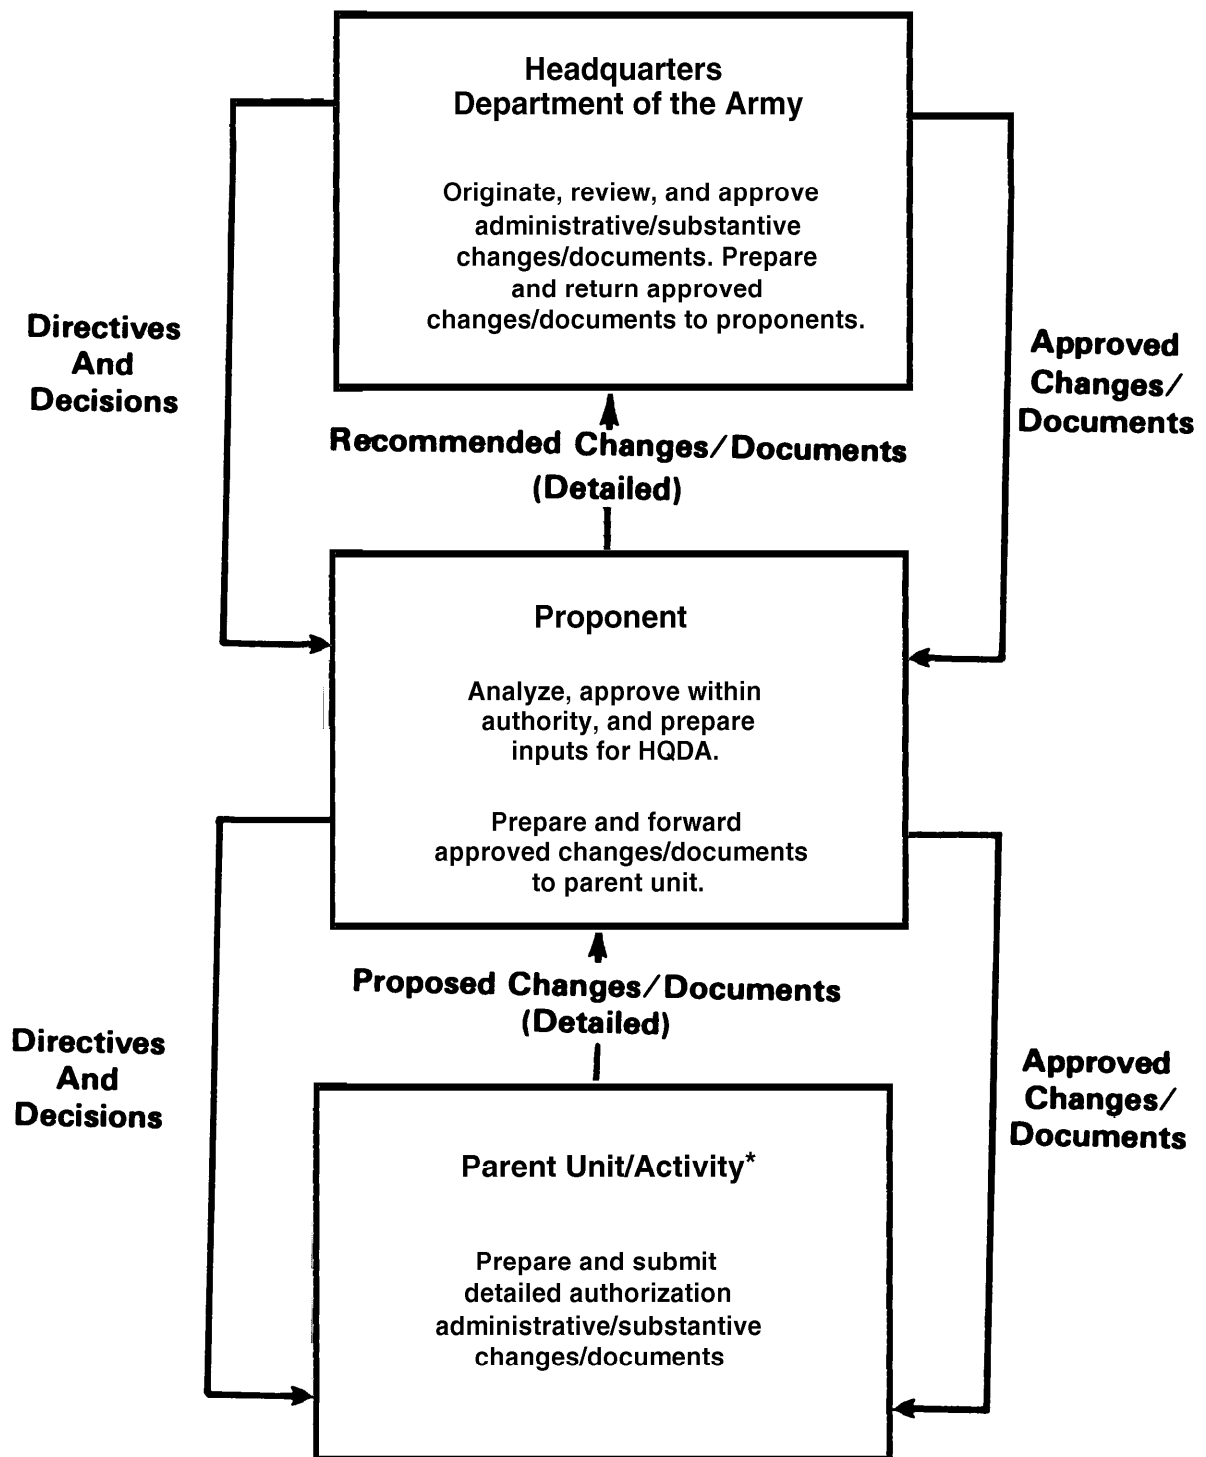 Headquarters
Department of the Army
Originate, review, and approve
administrative/substantive
changes/documents. Prepare
and return approved
changes/documents to proponents.
Directives
And
Decisions
Approved
Changes/
Documents
Recommended Changes/Documents
(Detailed)
Proponent
Analyze, approve within
authority, and prepare
inputs for HQDA.
Prepare and forward
approved changes/documents
to parent unit.
Proposed Changes/Documents
(Detailed)
Directives
And
Decisions
Approved
Changes/
Documents
Parent Unit/Activity*
Prepare and submit
detailed authorization
administrative/substantive
changes/documents